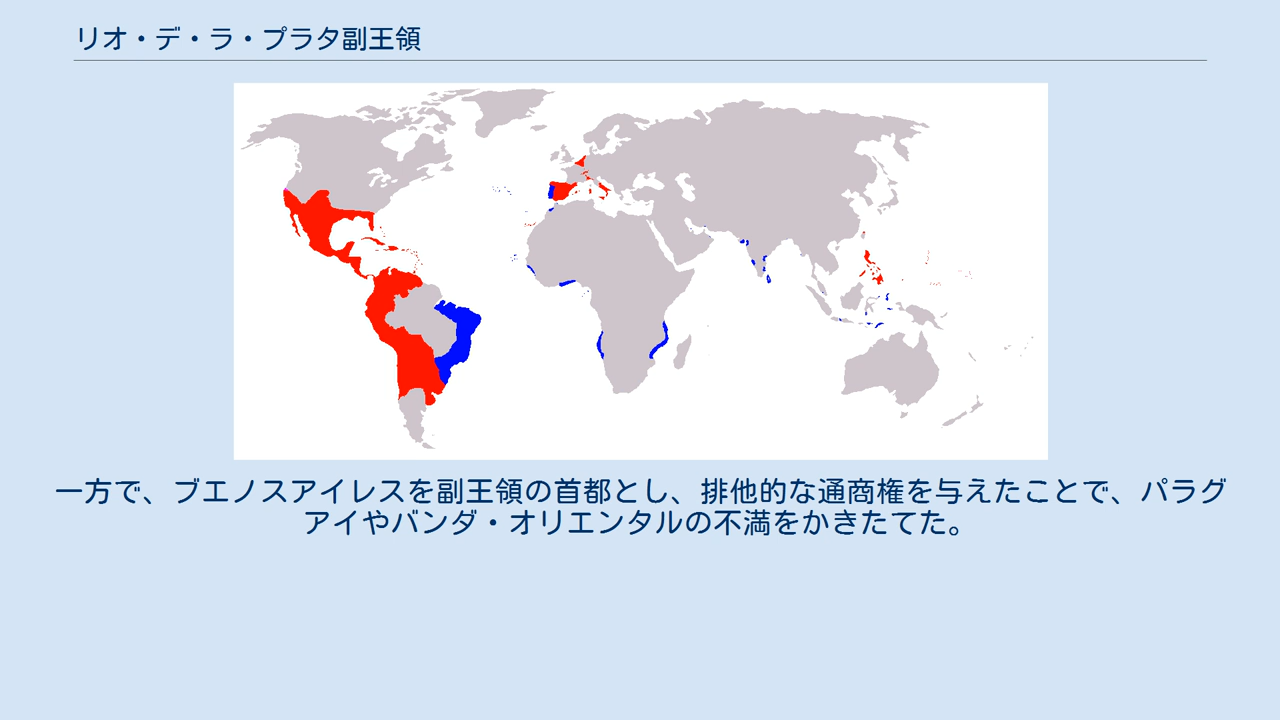 リオ・デ・ラ・プラタ副王領
一方で、ブエノスアイレスを副王領の首都とし、排他的な通商権を与えたことで、パラグ
アイやバンダ・オリエンタルの不満をかきたてた。